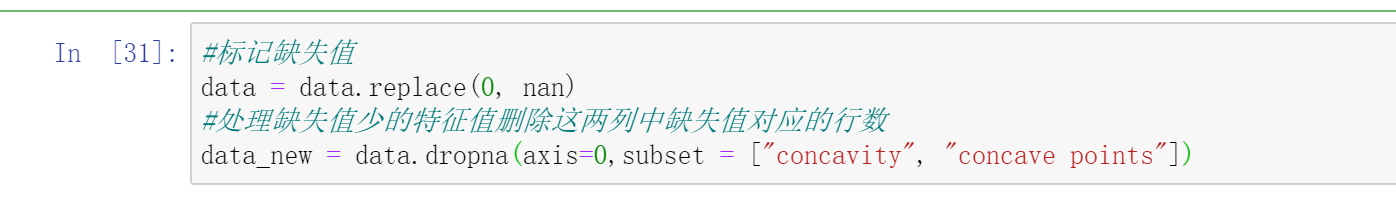 In [31]: #标记缺失值
data = data.replace(0, nan)
#处理缺失值少的特征值删除这两列中缺失值对应的行数
data_new = data.dropna(axis=0,subset = ["concavity", "concave points"])